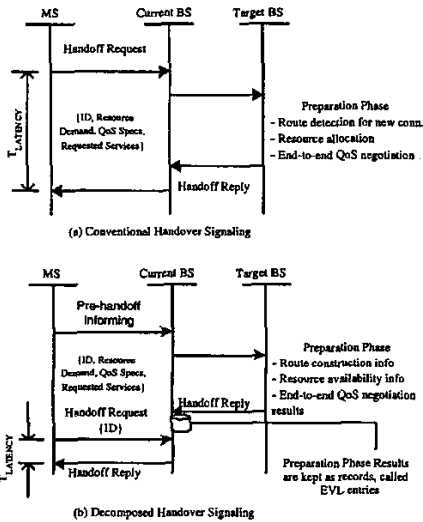 MS Current BS Target BS
Handoff Request
T LATENCY
{ID, Resource
Demand, QoS Specs,
Requested Services}
Preparation Phase
- Route detection for new conn.
- Resource allocation
- End-to-end QoS negotiation
Handoff Reply
(a) Conventional Handover Signaling
MS Current BS Target BS
Pre-handoff
Informing
{ID, Resource
Demand, QoS Specs,
Requested Services}
Preparation Phase
- Route construction info
- Resource availability info
- End-to-end QoS negotiation
results
Handoff Reply
Handoff Request
{ID}
T LATENCY
Handoff Reply
Preparation Phase Results
are kept as records, called
EVL entries
(b) Decomposed Handover Signaling